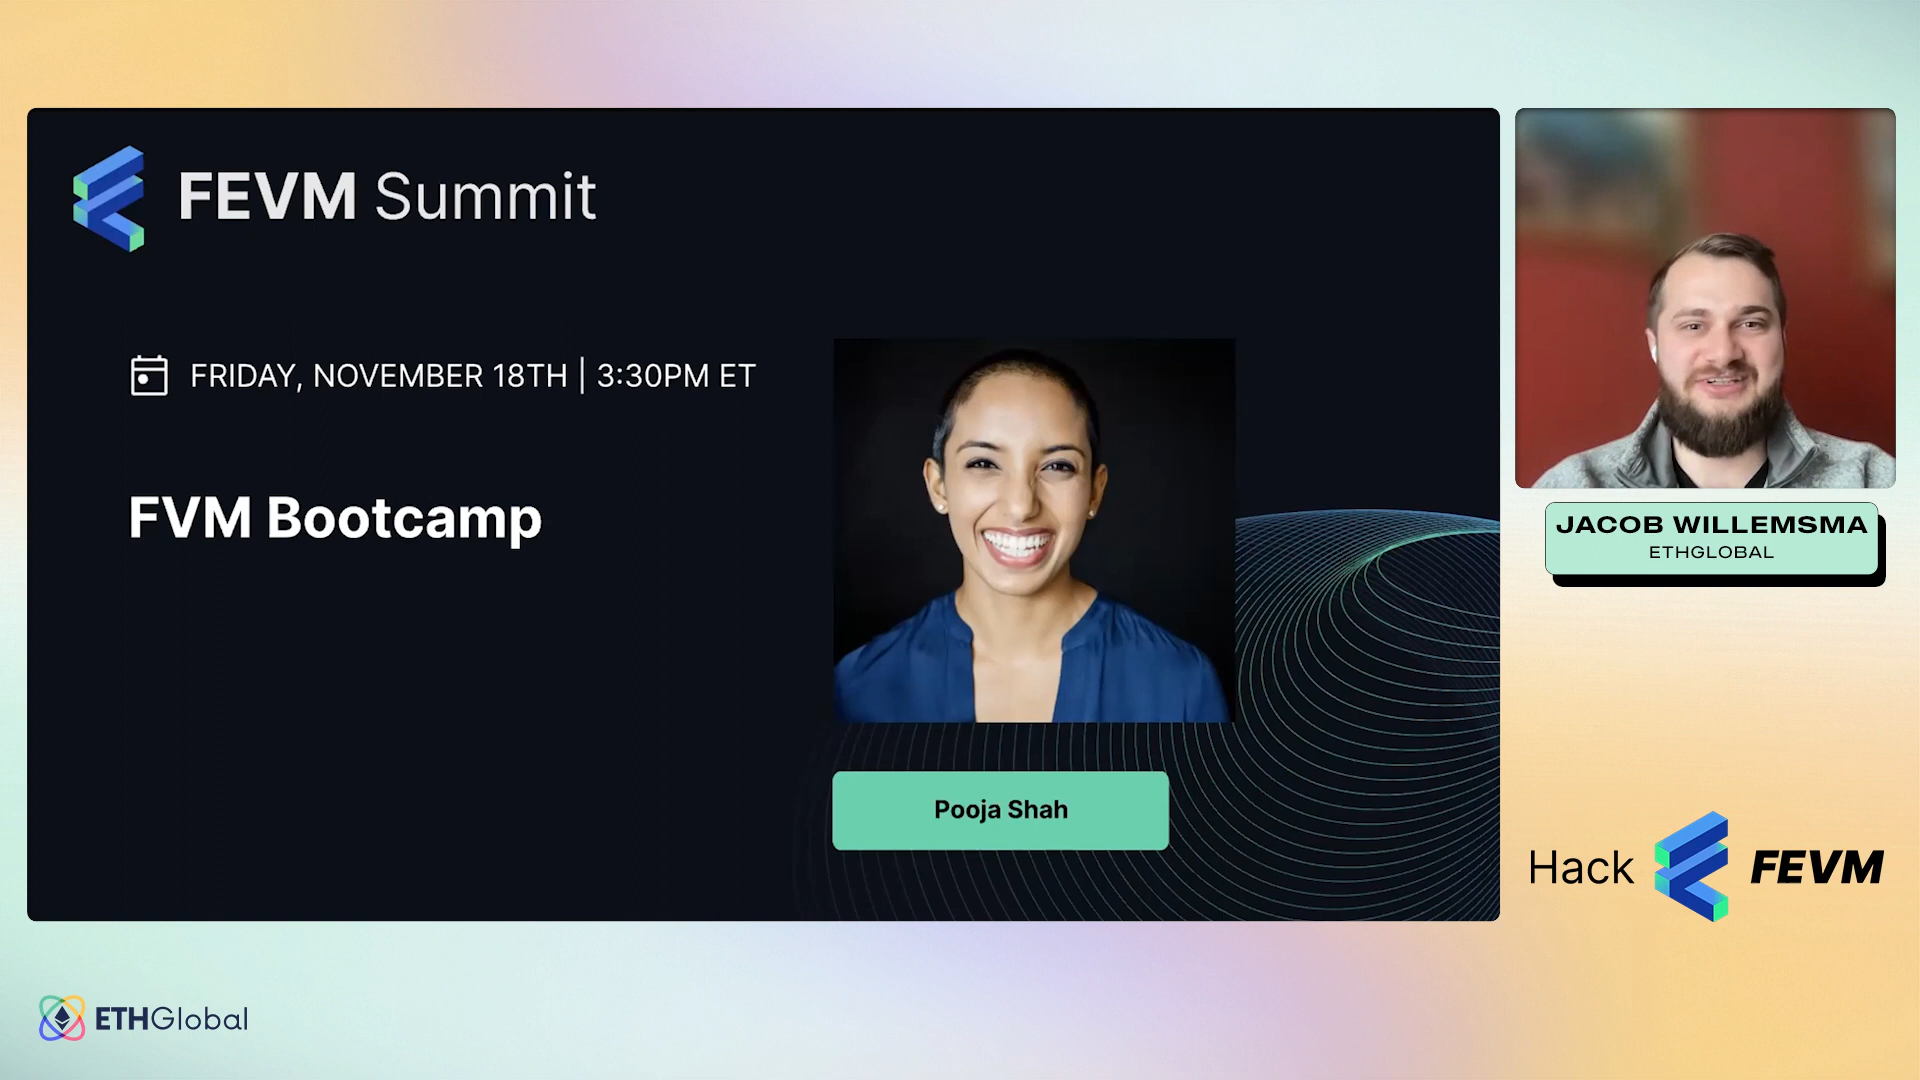 FEVM Summit
FRIDAY, NOVEMBER 18TH | 3:30PM ET
FVM Bootcamp
Pooja Shah
JACOB WILLEMSMA
ETHGLOBAL
Hack FEVM
ETHGlobal